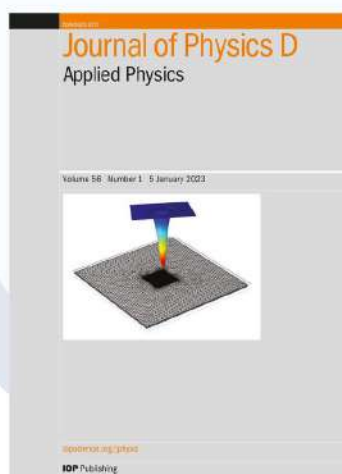 Journal of Physics D
Applied Physics
Volume 56 Number 1 5 January 2023
iopscience.org/jphysd
IOP Publishing